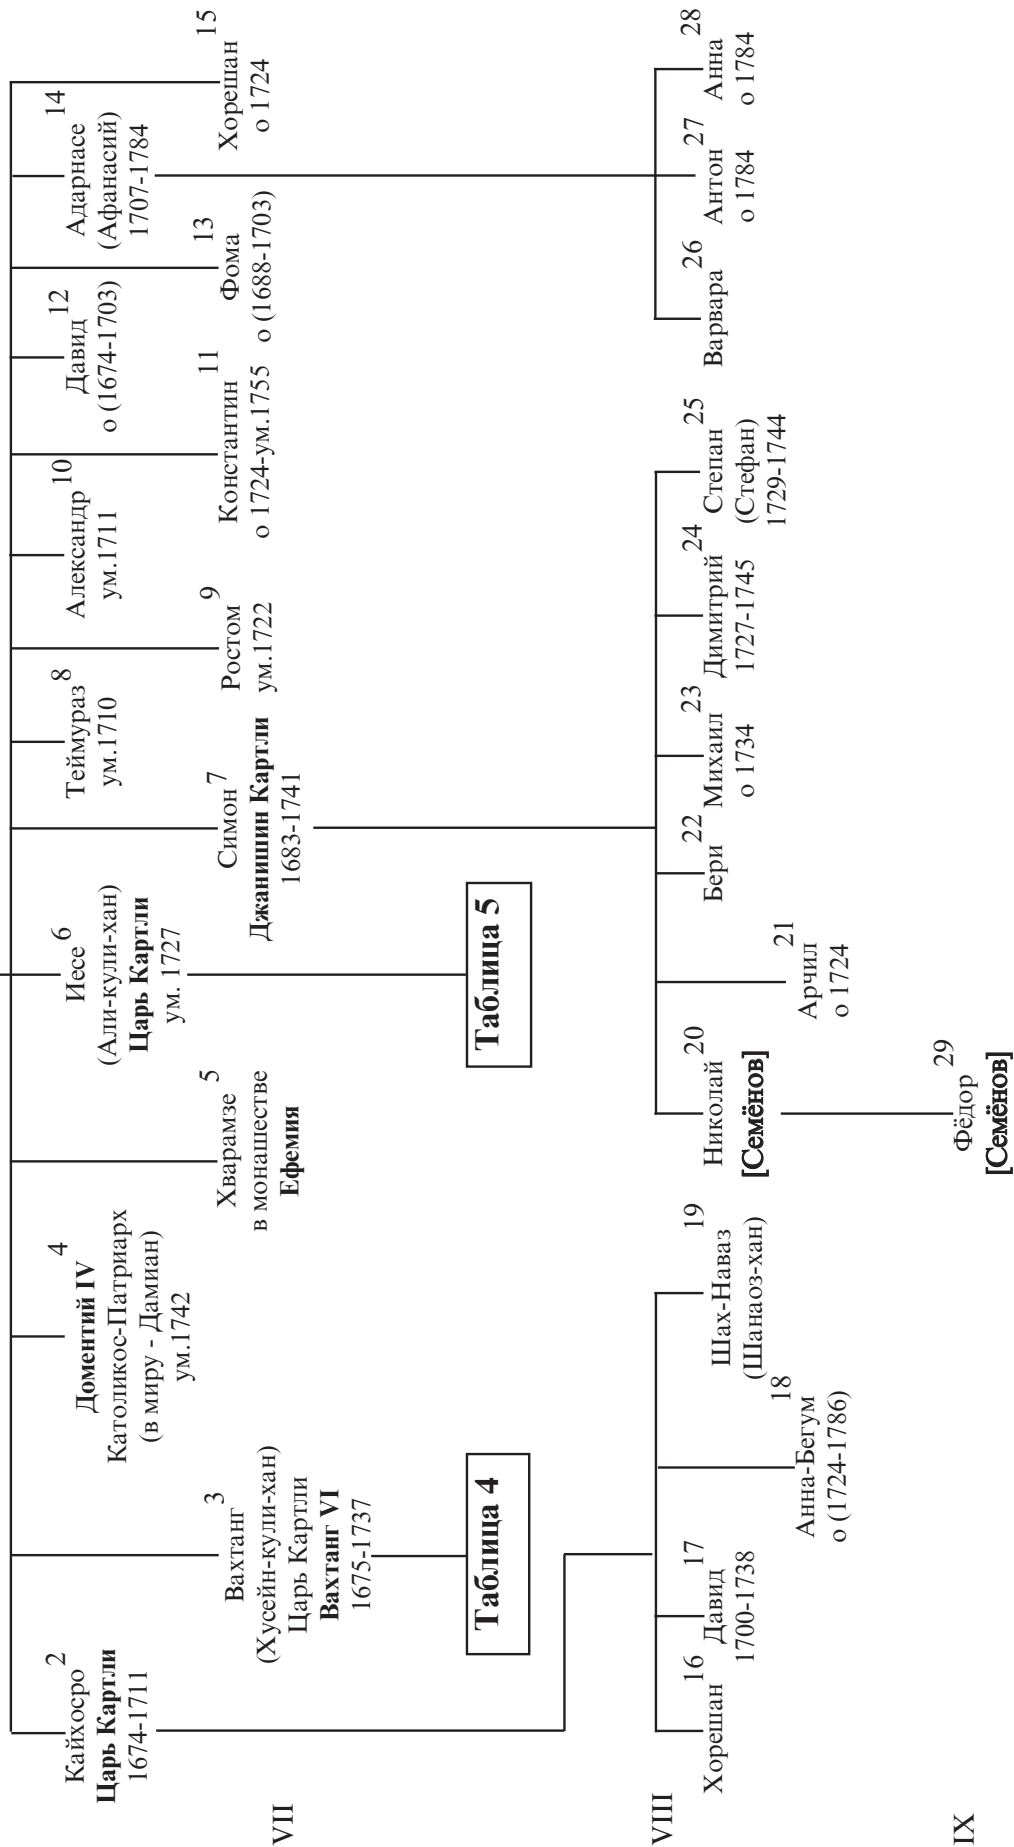 VII
Кайхосро 2
Царь Картли
1674-1711
Вахтанг 3
(Хусейн-кули-хан)
Царь Картли
Вахтанг VI
1675-1737
Таблица 4
4
Доментий IV
Католикос-Патриарх
(в миру - Дамиан)
ум.1742
Хварамзе 5
в монашестве
Ефемия
Иесе 6
(Али-кули-хан)
Царь Картли
ум. 1727
Таблица 5
Симон 7
Джанишин Картли
1683-1741
Теймураз 8
ум.1710
Ростом 9
ум.1722
Александр 10
ум.1711
Константин 11
о 1724-ум.1755
Давид 12
о (1674-1703)
Фома 13
о (1688-1703)
Адарнасе 14
(Афанасий)
1707-1784
Хорешан 15
о 1724
VIII
Хорешан 16
Давид 17
1700-1738
18
Анна-Бегум
о (1724-1786)
Шах-Наваз 19
(Шанаоз-хан)
Николай 20
[Семёнов]
Арчил 21
о 1724
Бери 22
Михаил 23
о 1734
Димитрий 24
1727-1745
Степан 25
(Стефан)
1729-1744
Варвара 26
Антон 27
о 1784
Анна 28
о 1784
IX
Фёдор 29
[Семёнов]